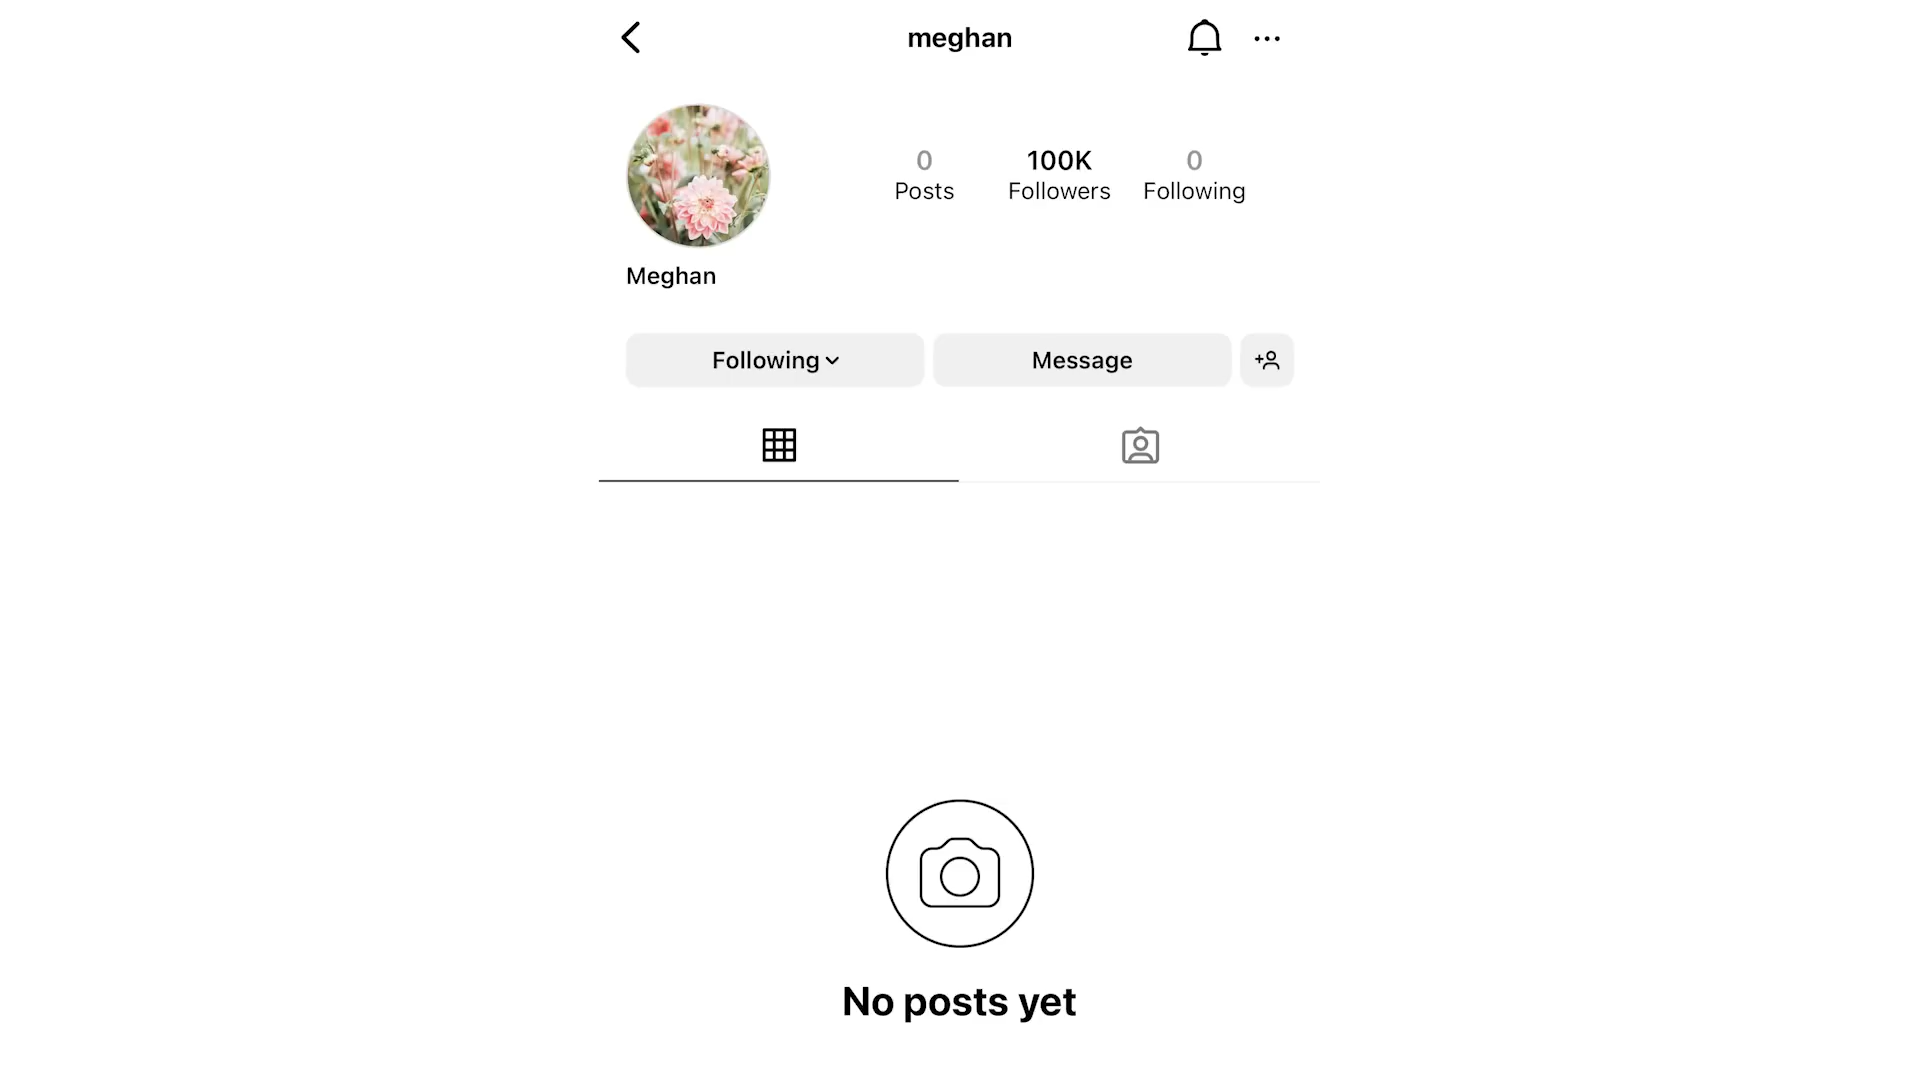 meghan
0 100K 0
Posts Followers Following
Meghan
Following Message
No posts yet